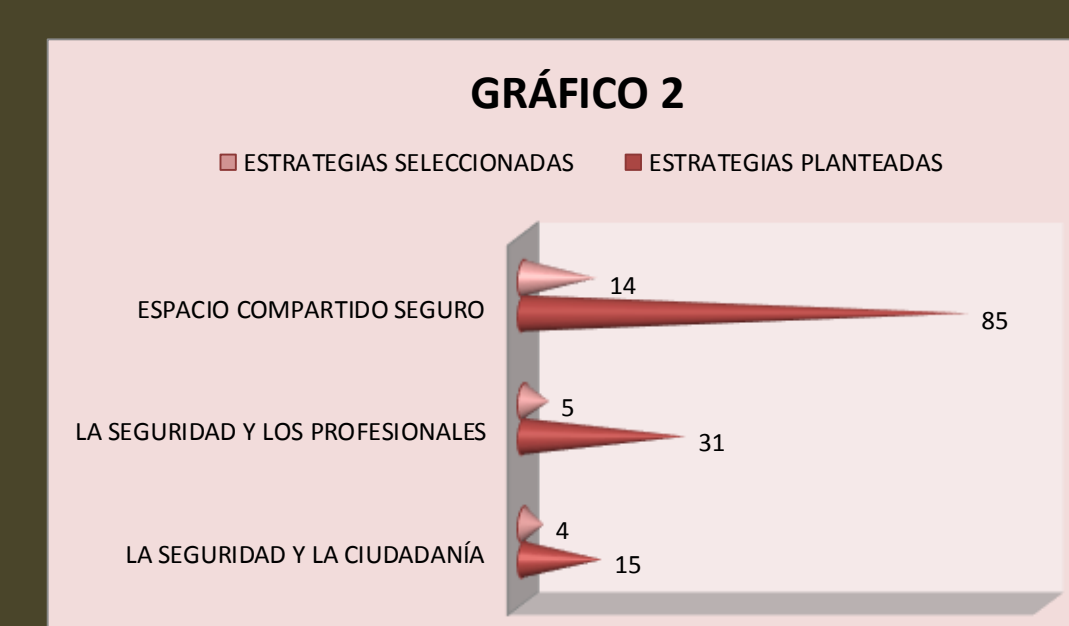 GRÁFICO 2
ESTRATEGIAS SELECCIONADAS ESTRATEGIAS PLANTEADAS
ESPACIO COMPARTIDO SEGURO
14
85
LA SEGURIDAD Y LOS PROFESIONALES
5
31
LA SEGURIDAD Y LA CIUDADANÍA
4
15